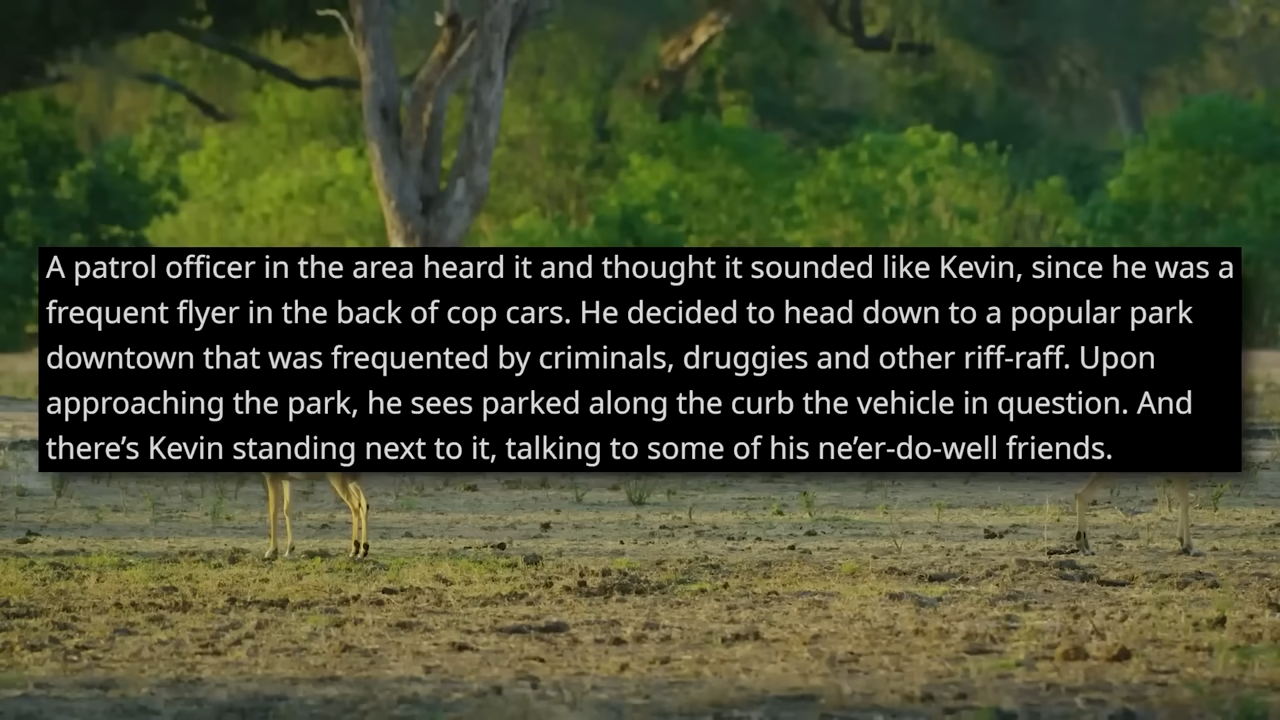 A patrol officer in the area heard it and thought it sounded like Kevin, since he was a
frequent flyer in the back of cop cars. He decided to head down to a popular park
downtown that was frequented by criminals, druggies and other riff-raff. Upon
approaching the park, he sees parked along the curb the vehicle in question. And
there’s Kevin standing next to it, talking to some of his ne’er-do-well friends.